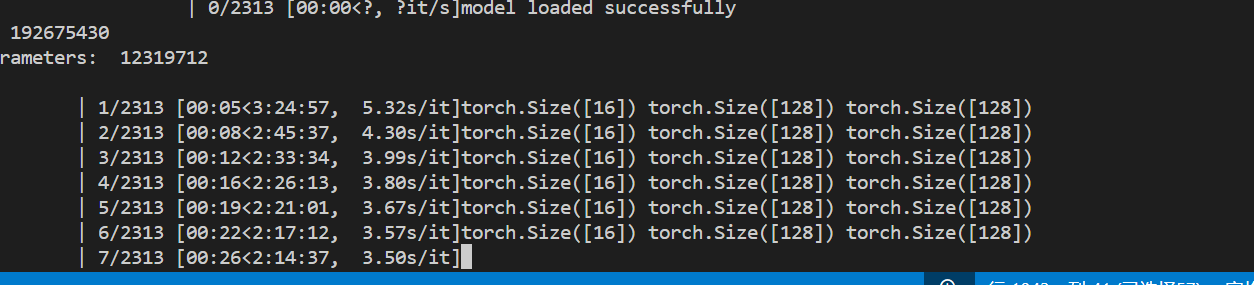 | 0/2313 [00:00<?, ?it/s]model loaded successfully
192675430
rameters:  12319712
| 1/2313 [00:05<3:24:57,  5.32s/it]torch.Size([16]) torch.Size([128]) torch.Size([128])
| 2/2313 [00:08<2:45:37,  4.30s/it]torch.Size([16]) torch.Size([128]) torch.Size([128])
| 3/2313 [00:12<2:33:34,  3.99s/it]torch.Size([16]) torch.Size([128]) torch.Size([128])
| 4/2313 [00:16<2:26:13,  3.80s/it]torch.Size([16]) torch.Size([128]) torch.Size([128])
| 5/2313 [00:19<2:21:01,  3.67s/it]torch.Size([16]) torch.Size([128]) torch.Size([128])
| 6/2313 [00:22<2:17:12,  3.57s/it]torch.Size([16]) torch.Size([128]) torch.Size([128])
| 7/2313 [00:26<2:14:37,  3.50s/it]